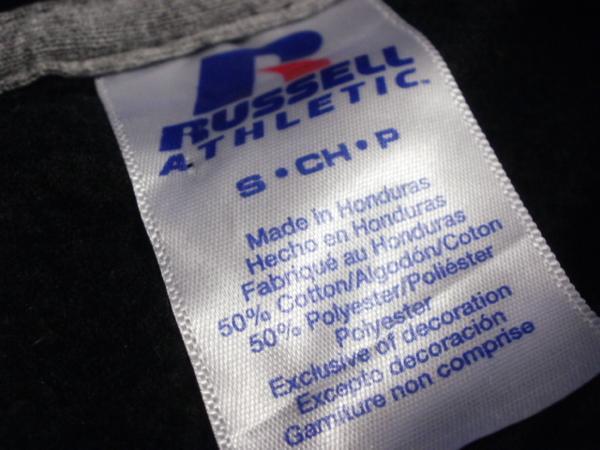 R
RUSSELL
ATHLETIC™
S • CH • P
Made in Honduras
Hecho en Honduras
Fabriqué au Honduras
50% Cotton/Algodón/Coton
50% Polyester/Poliéster
Polyester
Exclusive of decoration
Excepto decoración
Garniture non comprise